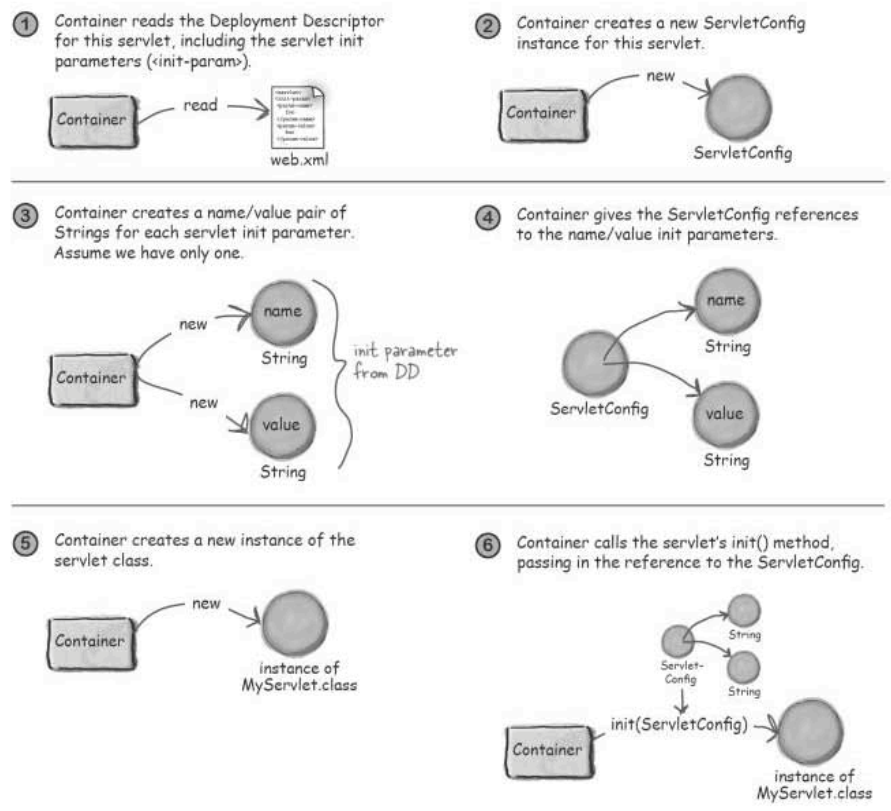 1
Container reads the Deployment Descriptor
for this servlet, including the servlet init
parameters (<init-param>).
Container
read
web.xml
2
Container creates a new ServletConfig
instance for this servlet.
Container
new
ServletConfig
3
Container creates a name/value pair of
Strings for each servlet init parameter.
Assume we have only one.
Container
new
name
String
new
value
String
init parameter
from DD
4
Container gives the ServletConfig references
to the name/value init parameters.
ServletConfig
name
String
value
String
5
Container creates a new instance of the
servlet class.
Container
new
instance of
MyServlet.class
6
Container calls the servlet's init() method,
passing in the reference to the ServletConfig.
String
Servlet-
Config
String
Container
init(ServletConfig)
instance of
MyServlet.class